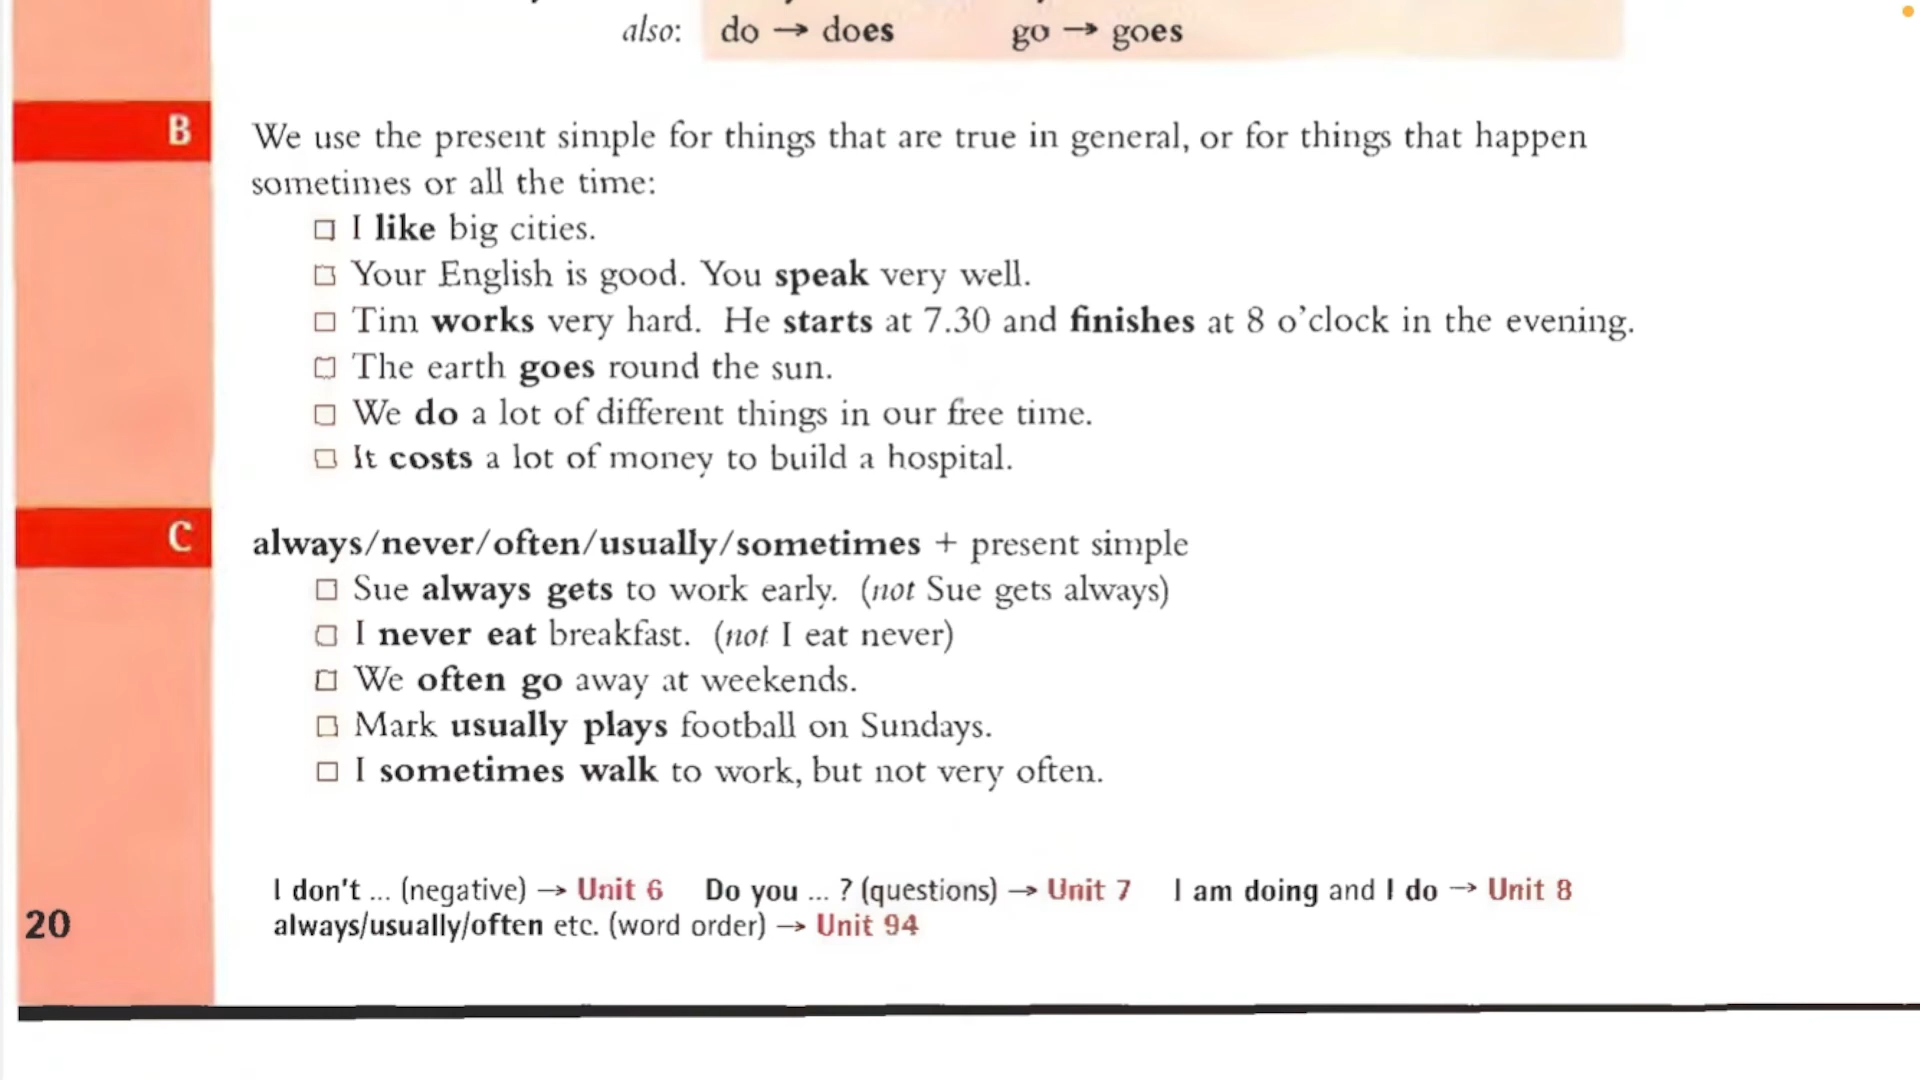 also: do → does go → goes
B
We use the present simple for things that are true in general, or for things that happen
sometimes or all the time:
□ I like big cities.
□ Your English is good. You speak very well.
□ Tim works very hard. He starts at 7.30 and finishes at 8 o'clock in the evening.
□ The earth goes round the sun.
□ We do a lot of different things in our free time.
□ It costs a lot of money to build a hospital.
C
always/never/often/usually/sometimes + present simple
□ Sue always gets to work early. (not Sue gets always)
□ I never eat breakfast. (not I eat never)
□ We often go away at weekends.
□ Mark usually plays football on Sundays.
□ I sometimes walk to work, but not very often.
I don't ... (negative) → Unit 6 Do you ... ? (questions) → Unit 7 I am doing and I do → Unit 8
always/usually/often etc. (word order) → Unit 94
20